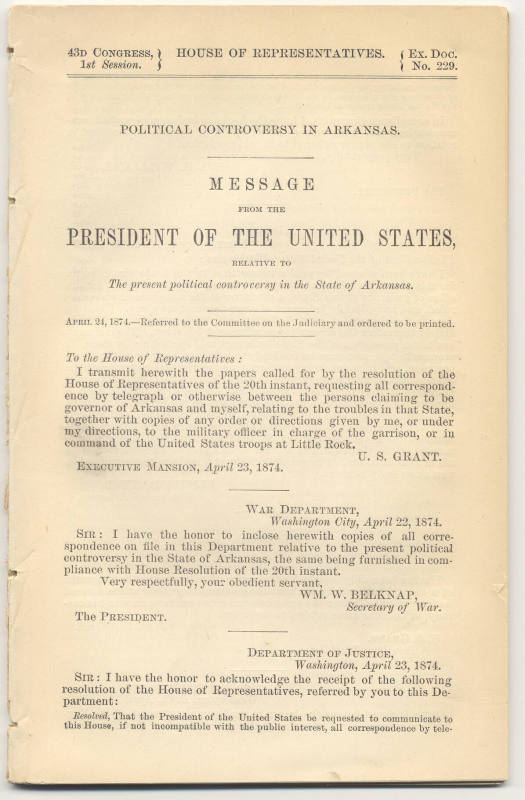 43D CONGRESS, } HOUSE OF REPRESENTATIVES. { EX. DOC.
1st Session. } { No. 229.
POLITICAL CONTROVERSY IN ARKANSAS.
MESSAGE
FROM THE
PRESIDENT OF THE UNITED STATES,
RELATIVE TO
The present political controversy in the State of Arkansas.
APRIL 24, 1874.—Referred to the Committee on the Judiciary and ordered to be printed.
To the House of Representatives :
I transmit herewith the papers called for by the resolution of the
House of Representatives of the 20th instant, requesting all correspond-
ence by telegraph or otherwise between the persons claiming to be
governor of Arkansas and myself, relating to the troubles in that State,
together with copies of any order or directions given by me, or under
my directions, to the military officer in charge of the garrison, or in
command of the United States troops at Little Rock.
U. S. GRANT.
EXECUTIVE MANSION, April 23, 1874.
WAR DEPARTMENT,
Washington City, April 22, 1874.
SIR: I have the honor to inclose herewith copies of all corre-
spondence on file in this Department relative to the present political
controversy in the State of Arkansas, the same being furnished in com-
pliance with House Resolution of the 20th instant.
Very respectfully, your obedient servant,
WM. W. BELKNAP,
Secretary of War.
The PRESIDENT.
DEPARTMENT OF JUSTICE,
Washington, April 23, 1874.
SIR: I have the honor to acknowledge the receipt of the following
resolution of the House of Representatives, referred by you to this De-
partment:
Resolved, That the President of the United States be requested to communicate to
this House, if not incompatible with the public interest, all correspondence by tele-